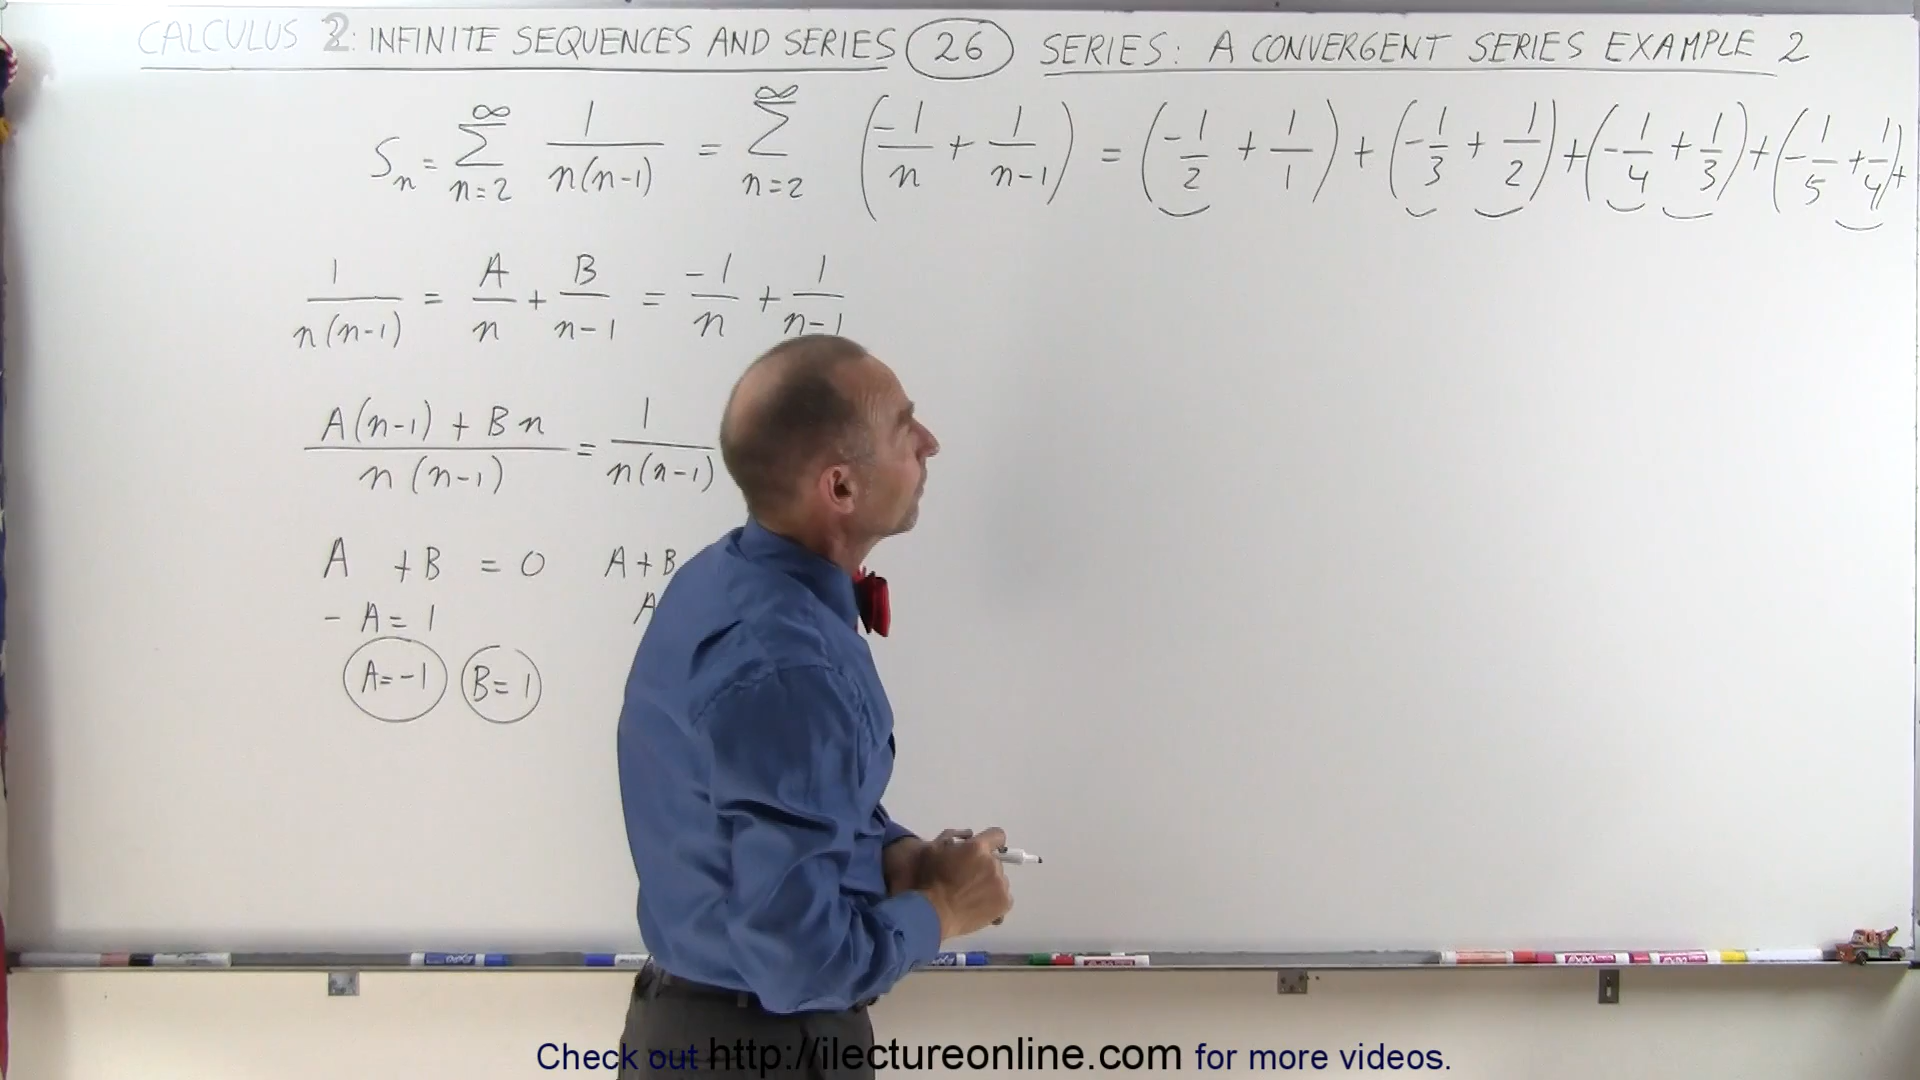 CALCULUS 2: INFINITE SEQUENCES AND SERIES 26 SERIES: A CONVERGENT SERIES EXAMPLE 2
Sn = ∞ Σ n=2 1/n(n-1) = ∞ Σ n=2 (-1/n + 1/n-1) = (-1/2 + 1/1) + (-1/3 + 1/2) + (-1/4 + 1/3) + (-1/5 + 1/4) +
1/n(n-1) = A/n + B/n-1 = -1/n + 1/n-1
A(n-1) + Bn/n(n-1) = 1/n(n-1)
A + B = 0 A+B
- A = 1 A
A=-1 B=1
Check out http://ilectureonline.com for more videos.